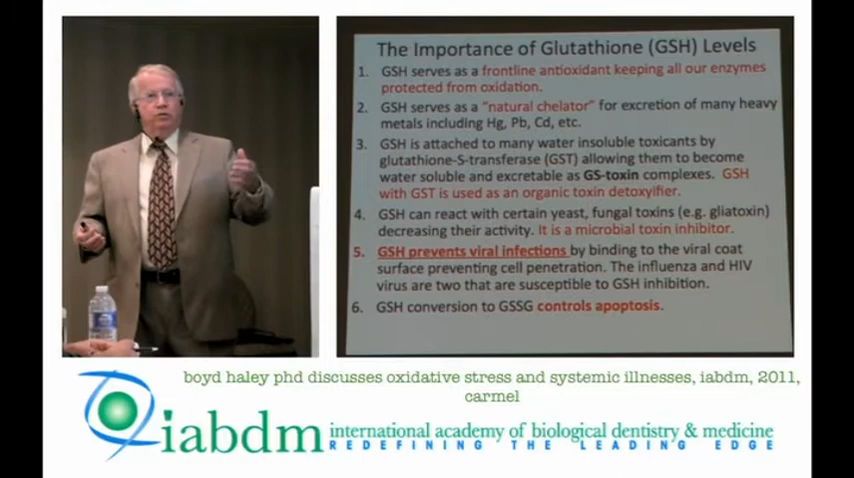 The Importance of Glutathione (GSH) Levels
1. GSH serves as a frontline antioxidant keeping all our enzymes
protected from oxidation.
2. GSH serves as a "natural chelator" for excretion of many heavy
metals including Hg, Pb, Cd, etc.
3. GSH is attached to many water insoluble toxicants by
glutathione-S-transferase (GST) allowing them to become
water soluble and excretable as GS-toxin complexes. GSH
with GST is used as an organic toxin detoxifier.
4. GSH can react with certain yeast, fungal toxins (e.g. gliatoxin)
decreasing their activity. It is a microbial toxin inhibitor.
5. GSH prevents viral infections by binding to the viral coat
surface preventing cell penetration. The influenza and HIV
virus are two that are susceptible to GSH inhibition.
6. GSH conversion to GSSG controls apoptosis.
boyd haley phd discusses oxidative stress and systemic illnesses, iabdm, 2011,
carmel
iabdm
international academy of biological dentistry & medicine
REDEFINING THE LEADING EDGE